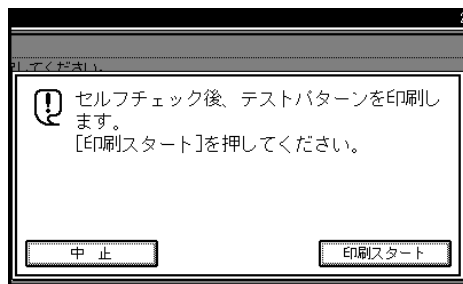 してください。
セルフチェック後、テストパターンを印刷し
ます。
[印刷スタート]を押してください。
中 止
印刷スタート